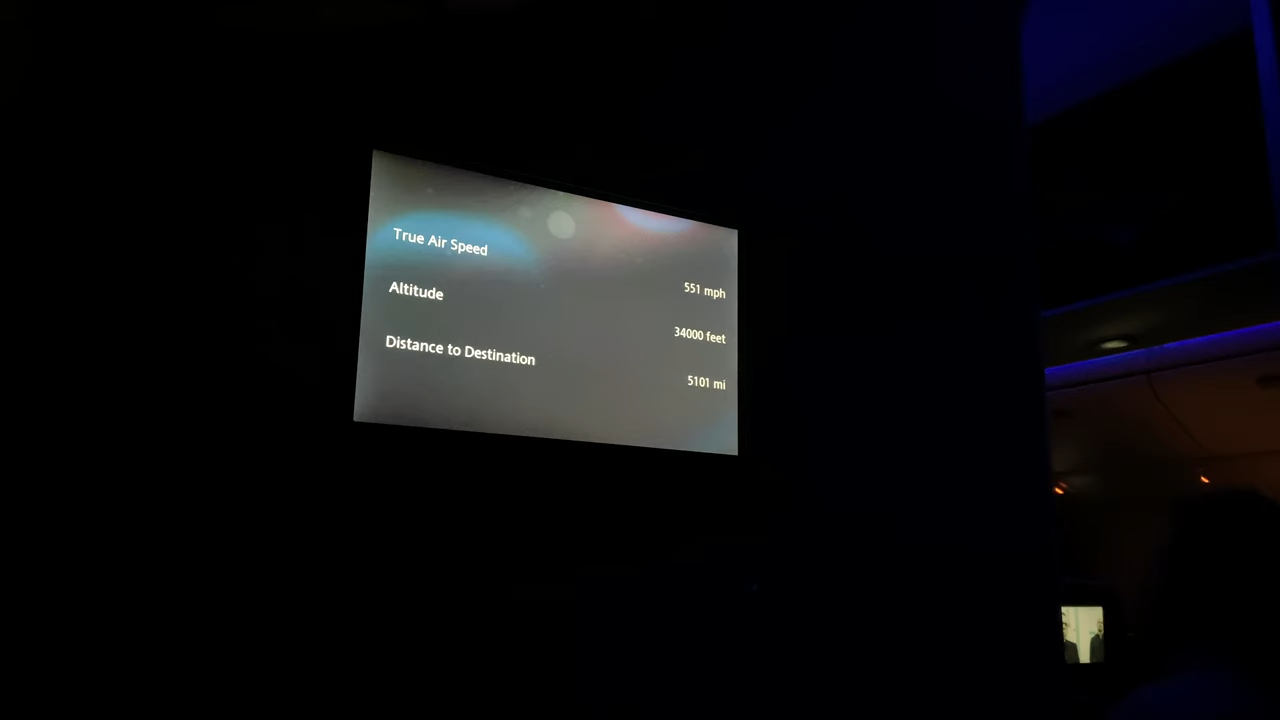 True Air Speed
551 mph
Altitude
34000 feet
Distance to Destination
5101 mi